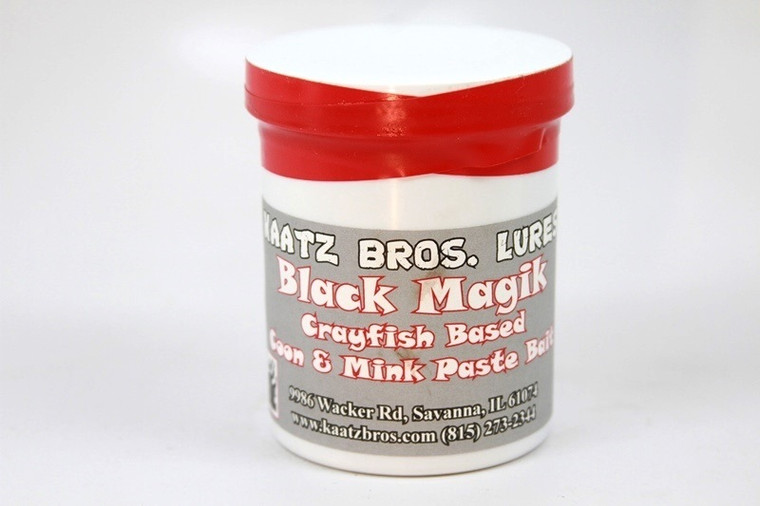 KAATZ BROS. LURES
Black Magik
Crayfish Based
Coon & Mink Paste Bait
9986 Wacker Rd, Savanna, IL 61074
www.kaatzbros.com (815) 273-2344